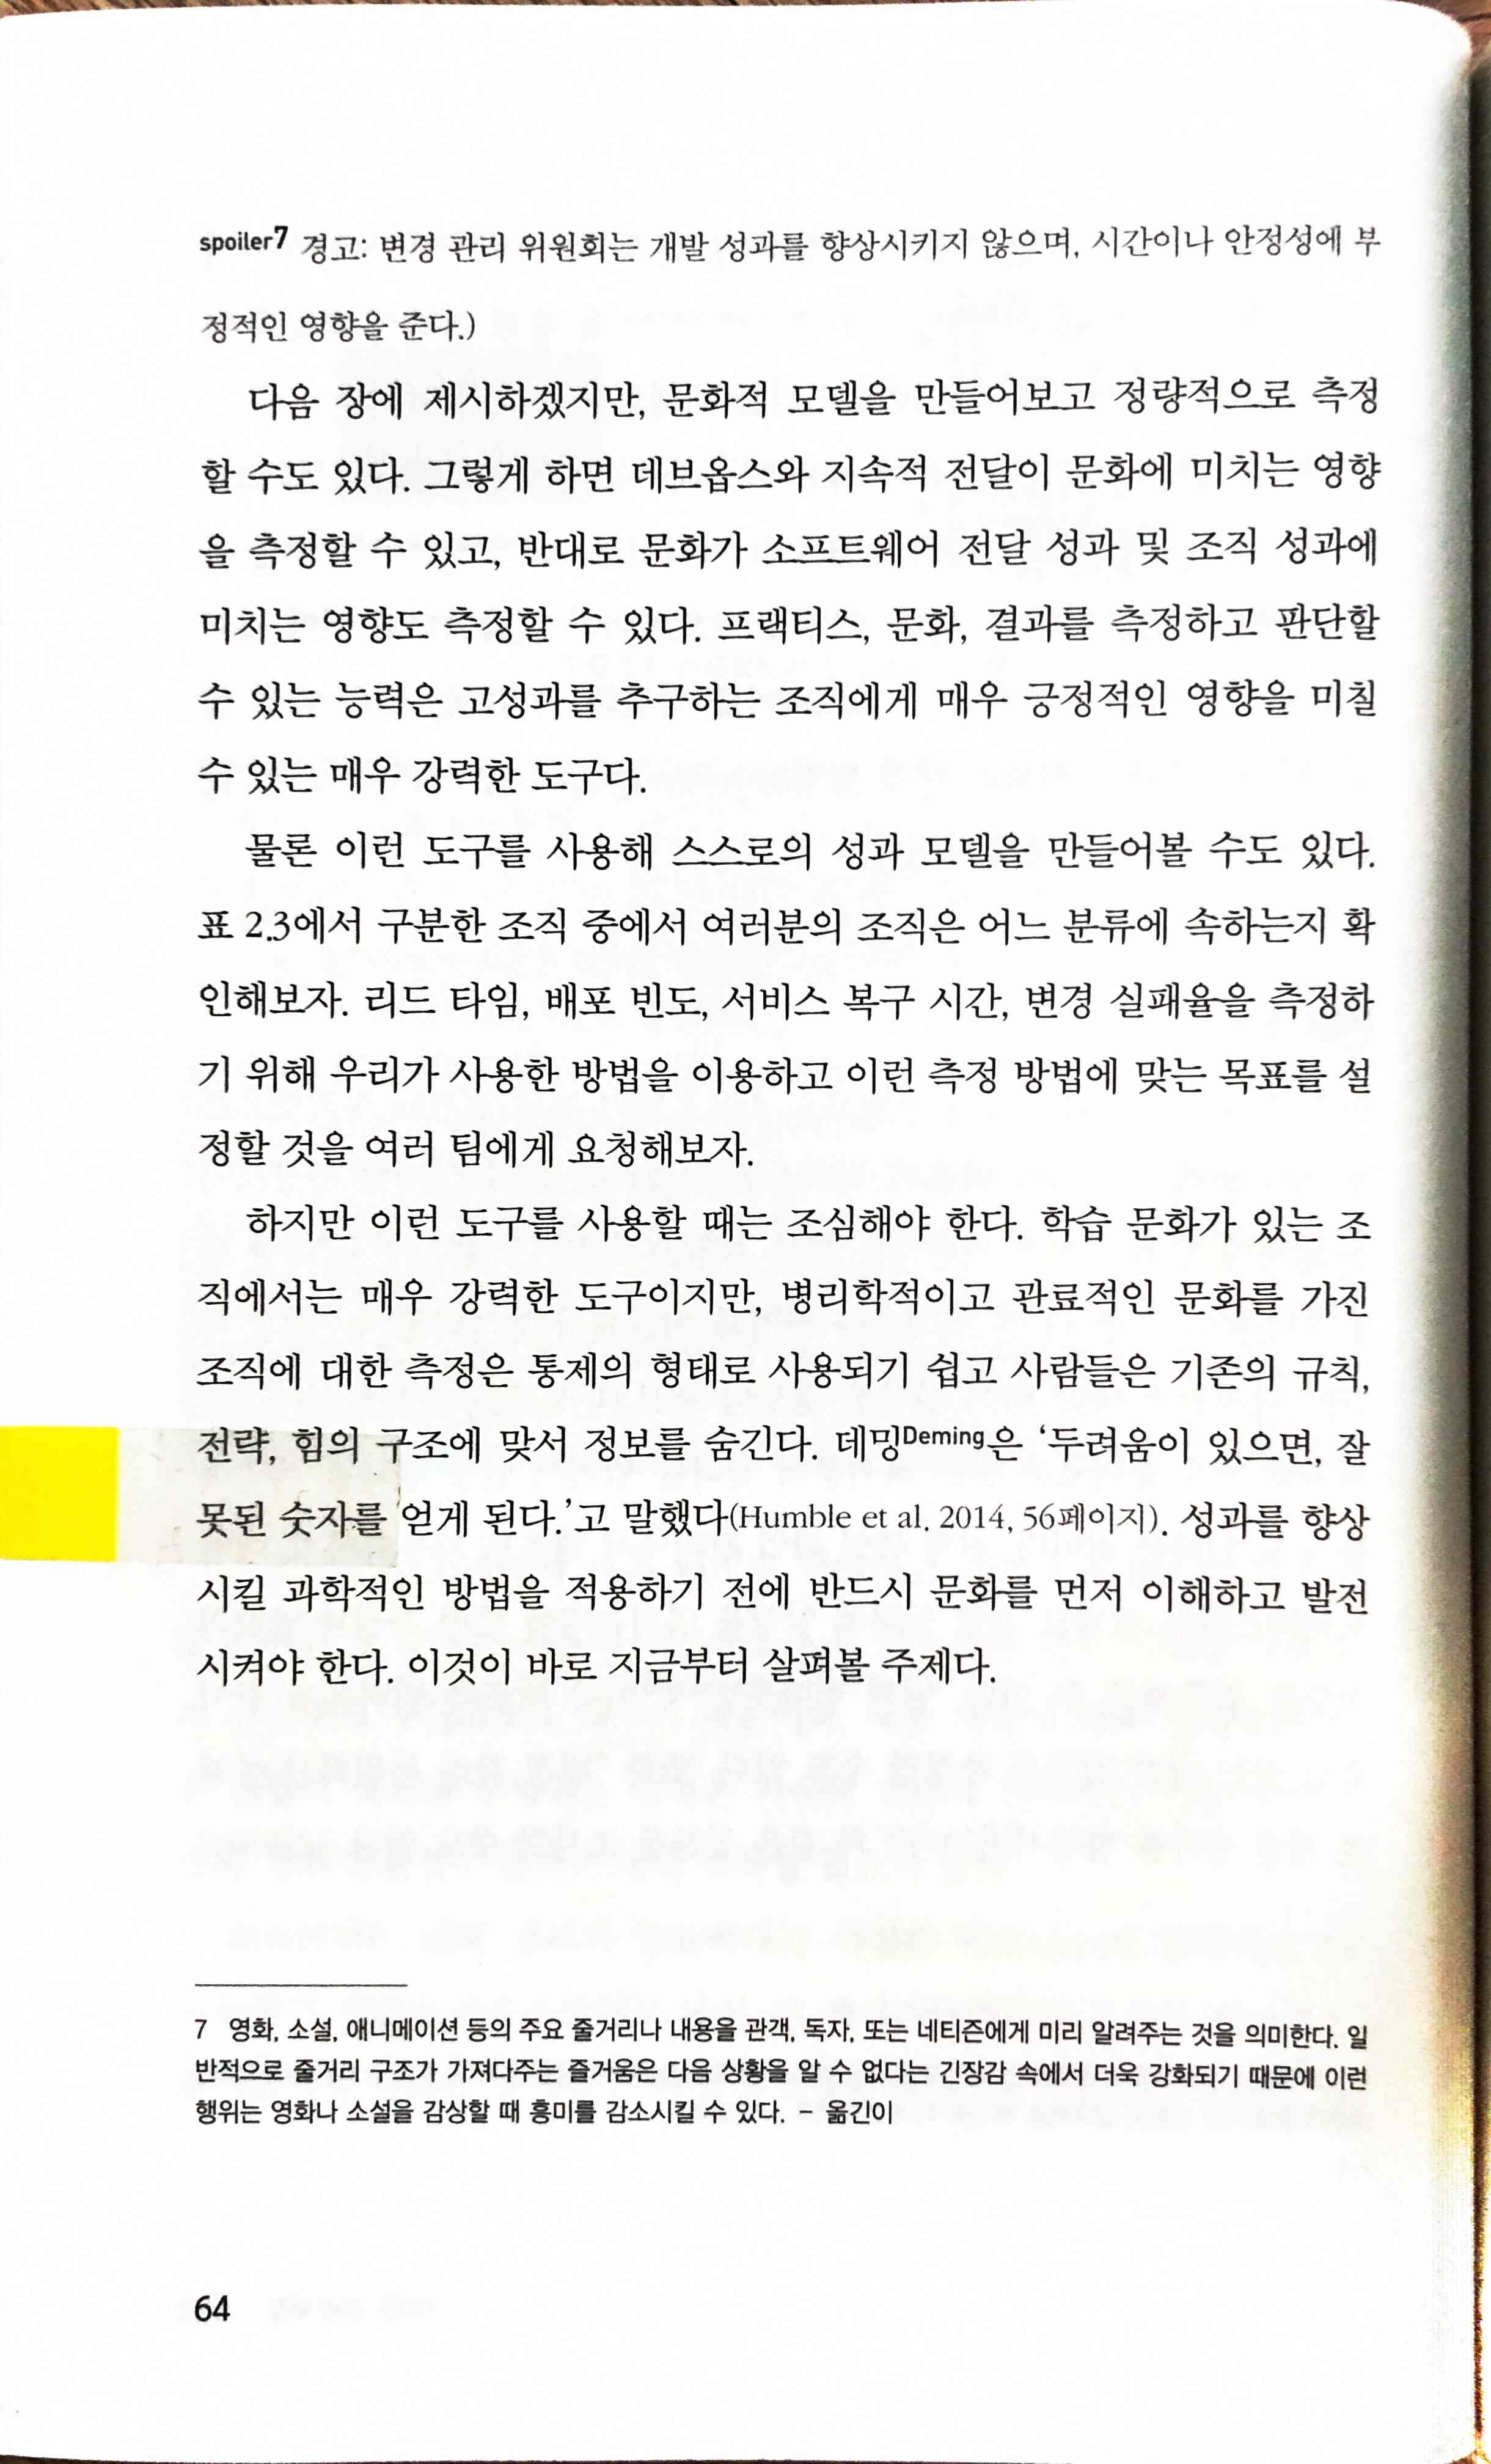 spoiler7 경고: 변경 관리 위원회는 개발 성과를 향상시키지 않으며, 시간이나 안정성에 부
정적인 영향을 준다.)
다음 장에 제시하겠지만, 문화적 모델을 만들어보고 정량적으로 측정
할 수도 있다. 그렇게 하면 데브옵스와 지속적 전달이 문화에 미치는 영향
을 측정할 수 있고, 반대로 문화가 소프트웨어 전달 성과 및 조직 성과에
미치는 영향도 측정할 수 있다. 프랙티스, 문화, 결과를 측정하고 판단할
수 있는 능력은 고성과를 추구하는 조직에게 매우 긍정적인 영향을 미칠
수 있는 매우 강력한 도구다.
물론 이런 도구를 사용해 스스로의 성과 모델을 만들어볼 수도 있다.
표 2.3에서 구분한 조직 중에서 여러분의 조직은 어느 분류에 속하는지 확
인해보자. 리드 타임, 배포 빈도, 서비스 복구 시간, 변경 실패율을 측정하
기 위해 우리가 사용한 방법을 이용하고 이런 측정 방법에 맞는 목표를 설
정할 것을 여러 팀에게 요청해보자.
하지만 이런 도구를 사용할 때는 조심해야 한다. 학습 문화가 있는 조
직에서는 매우 강력한 도구이지만, 병리학적이고 관료적인 문화를 가진
조직에 대한 측정은 통제의 형태로 사용되기 쉽고 사람들은 기존의 규칙,
전략, 힘의 구조에 맞서 정보를 숨긴다. 데밍Deming은 ‘두려움이 있으면, 잘
못된 숫자를 얻게 된다.’고 말했다(Humble et al. 2014, 56페이지). 성과를 향상
시킬 과학적인 방법을 적용하기 전에 반드시 문화를 먼저 이해하고 발전
시켜야 한다. 이것이 바로 지금부터 살펴볼 주제다.
7 영화, 소설, 애니메이션 등의 주요 줄거리나 내용을 관객, 독자, 또는 네티즌에게 미리 알려주는 것을 의미한다. 일
반적으로 줄거리 구조가 가져다주는 즐거움은 다음 상황을 알 수 없다는 긴장감 속에서 더욱 강화되기 때문에 이런
행위는 영화나 소설을 감상할 때 흥미를 감소시킬 수 있다. – 옮긴이
64